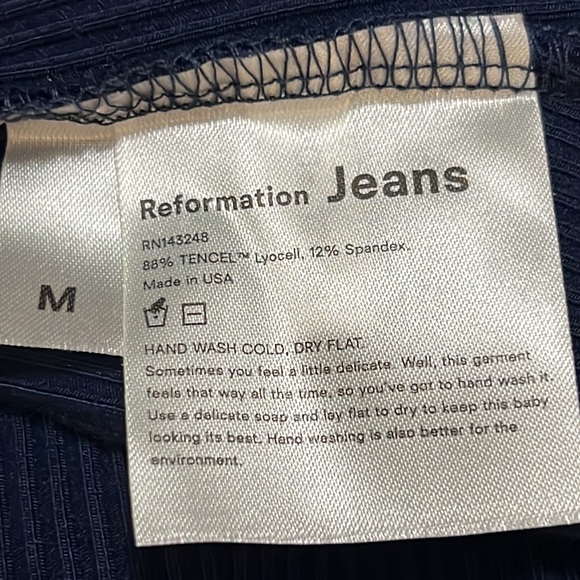 Reformation Jeans
RN143248
88% TENCEL™ Lyocell, 12% Spandex.
Made in USA
M
HAND WASH COLD, DRY FLAT.
Sometimes you feel a little delicate. Well, this garment
feels that way all the time, so you've got to hand wash it.
Use a delicate soap and lay flat to dry to keep this baby
looking its best. Hand washing is also better for the
environment.